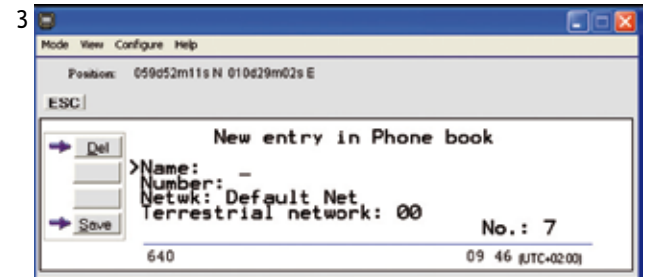 3
Mode View Configure Help
Position: 059d52m11s N 010d29m02s E
ESC
New entry in Phone book
Del
>Name: _
Number:
Netwk: Default Net
Terrestrial network: 00
Save
No.: 7
640 09 46 (UTC+02:00)